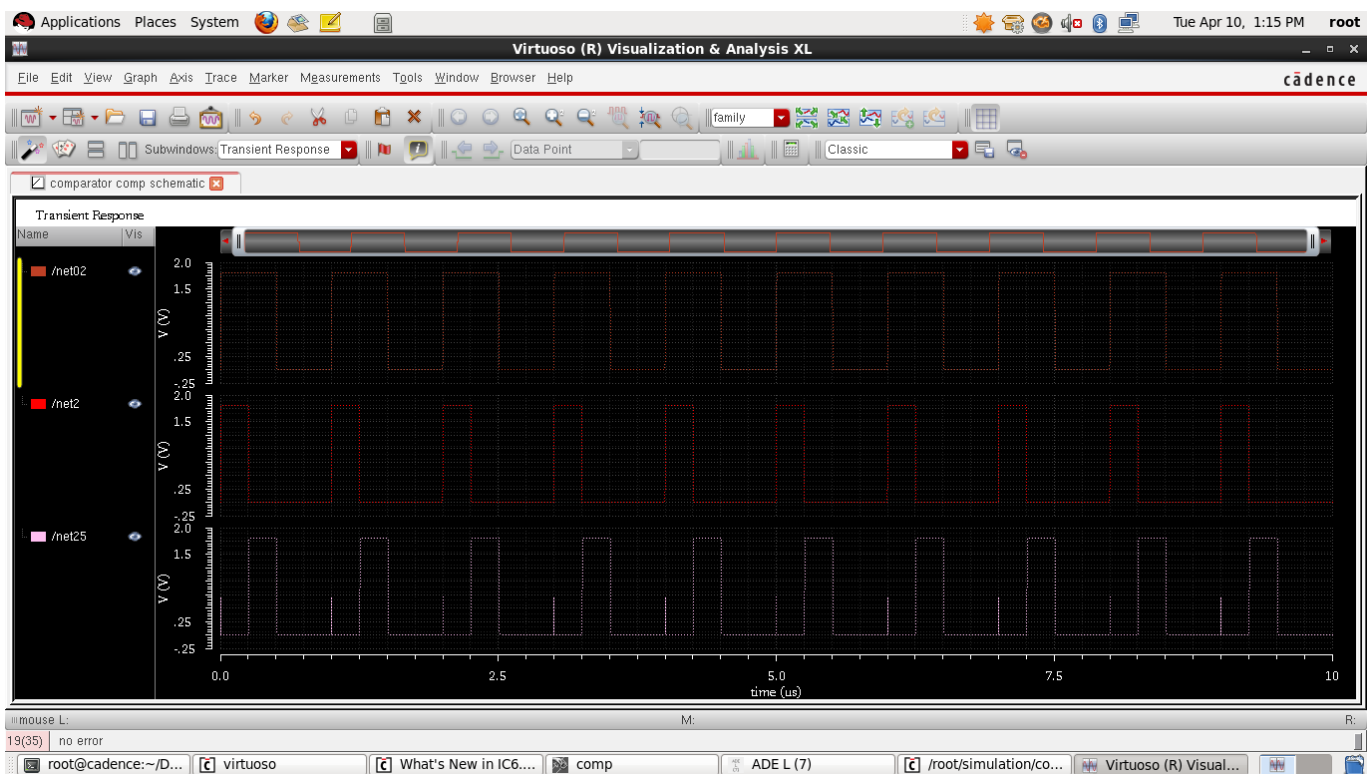 Applications Places System Tue Apr 10, 1:15 PM root
Virtuoso (R) Visualization & Analysis XL
File Edit View Graph Axis Trace Marker Measurements Tools Window Browser Help cādence
family
Subwindows: Transient Response Data Point Classic
comparator comp schematic
Transient Response
Name Vis
/net02
2.0
1.5
V (V)
.25
-.25
/net2
2.0
1.5
V (V)
.25
-.25
/net25
2.0
1.5
V (V)
.25
-.25
0.0 2.5 5.0 7.5 10
time (us)
mouse L: M: R:
19(35) no error
root@cadence:~/D... virtuoso What's New in IC6.... comp ADE L (7) /root/simulation/co... Virtuoso (R) Visual...